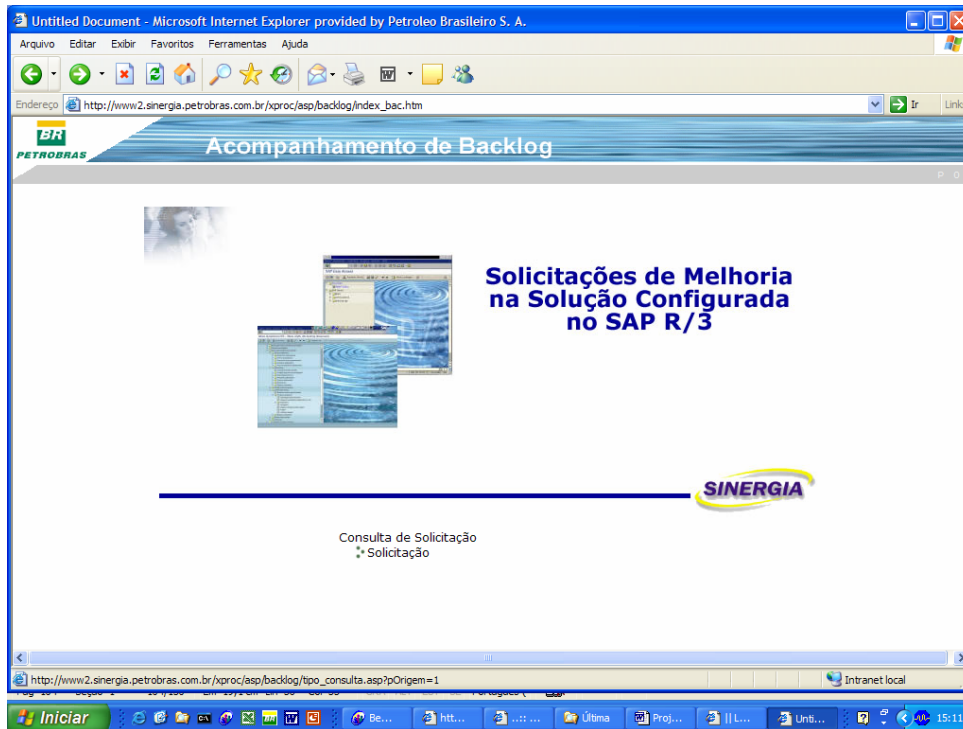 Untitled Document - Microsoft Internet Explorer provided by Petroleo Brasileiro S. A.
Arquivo Editar Exibir Favoritos Ferramentas Ajuda
Endereço http://www2.sinergia.petrobras.com.br/xproc/asp/backlog/index_bac.htm Ir Link
BR
PETROBRAS
Acompanhamento de Backlog
P O
Solicitações de Melhoria
na Solução Configurada
no SAP R/3
SINERGIA
Consulta de Solicitação
Solicitação
http://www2.sinergia.petrobras.com.br/xproc/asp/backlog/tipo_consulta.asp?pOrigem=1 Intranet local
Iniciar Be... htt... ..:: ... Última Proj... || L... Unti... 15:11